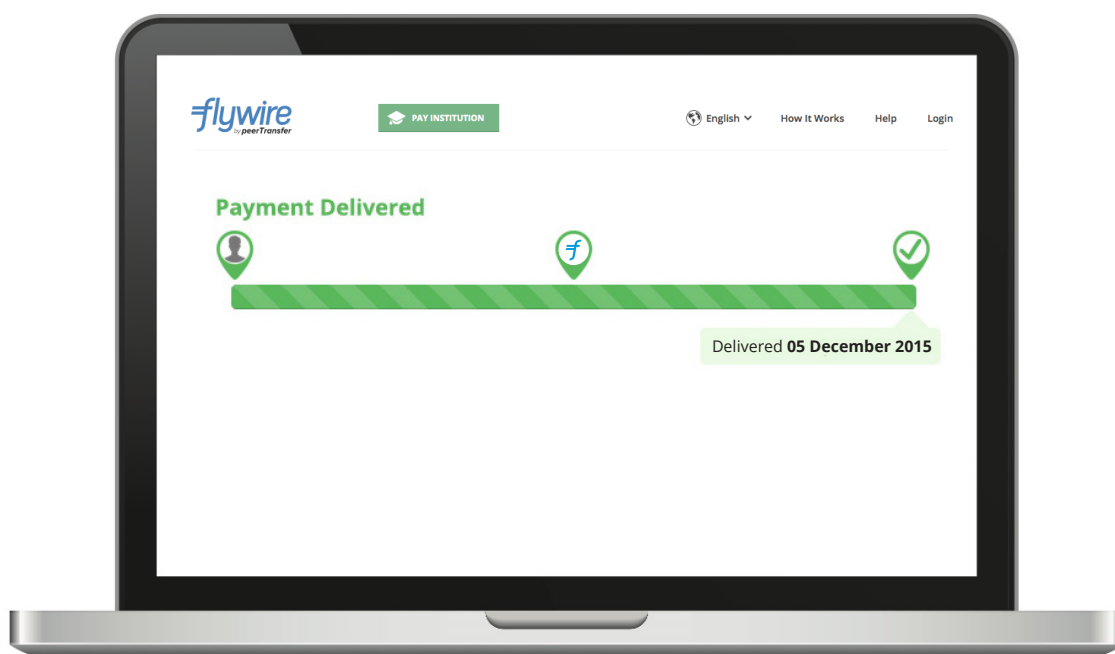 flywire
by peerTransfer
PAY INSTITUTION
English
How It Works
Help
Login
Payment Delivered
Delivered 05 December 2015